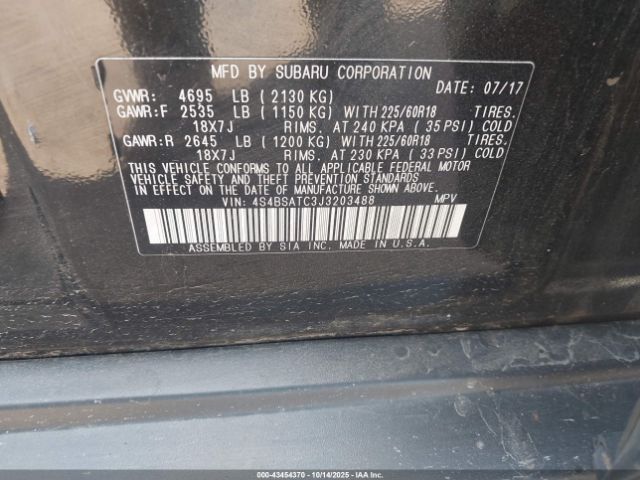 MFD BY SUBARU CORPORATION
GVWR: 4695 LB (2130 KG) DATE: 07/17
GAWR:F 2535 LB (1150 KG) WITH 225/60R18 TIRES.
18X7J RIMS. AT 240 KPA (35 PSI) COLD
GAWR:R 2645 LB (1200 KG) WITH 225/60R18 TIRES.
18X7J RIMS. AT 230 KPA (33 PSI) COLD
THIS VEHICLE CONFORMS TO ALL APPLICABLE FEDERAL MOTOR
VEHICLE SAFETY AND THEFT PREVENTION STANDARDS
IN EFFECT ON THE DATE OF MANUFACTURE SHOWN ABOVE.
VIN: 4S4BSATC3J3203488 MPV
ASSEMBLED BY SIA INC. MADE IN U.S.A.
000-43454370 | 10/14/2025 | Copyright © IAA, LLC